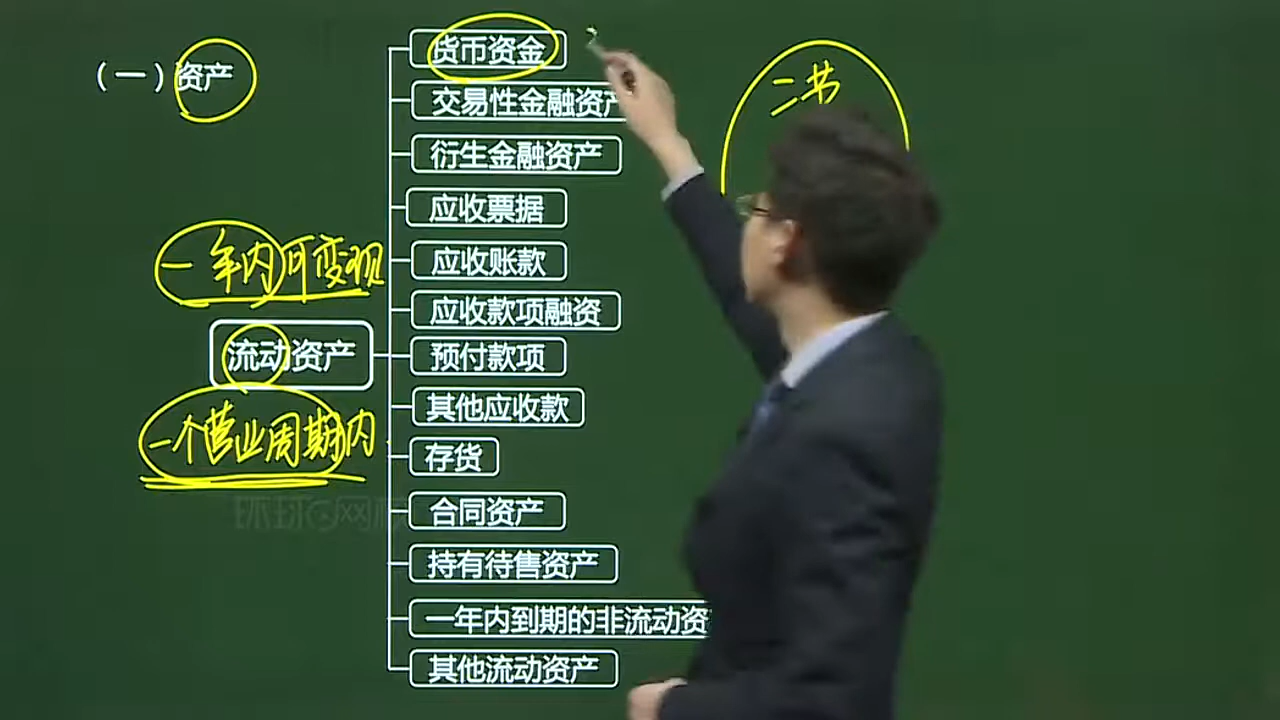 (一)资产
货币资金
二节
交易性金融资产
衍生金融资产
应收票据
一年内可变现
应收账款
应收款项融资
流动资产
预付款项
其他应收款
一个营业周期内
存货
环球网校
合同资产
持有待售资产
一年内到期的非流动资
其他流动资产